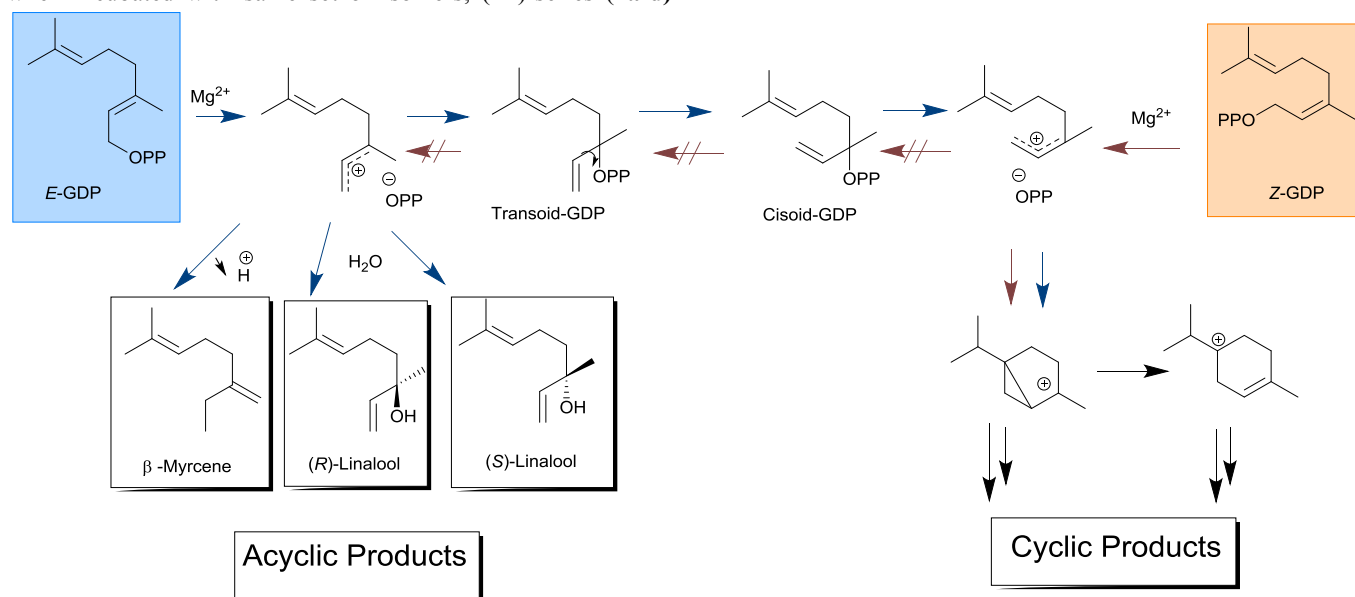 Mg2+
Mg2+
OPP
PPO
E-GDP
OPP
OPP
OPP
OPP
Z-GDP
Transoid-GDP
Cisoid-GDP
H
H2O
OH
OH
β -Myrcene
(R)-Linalool
(S)-Linalool
Acyclic Products
Cyclic Products